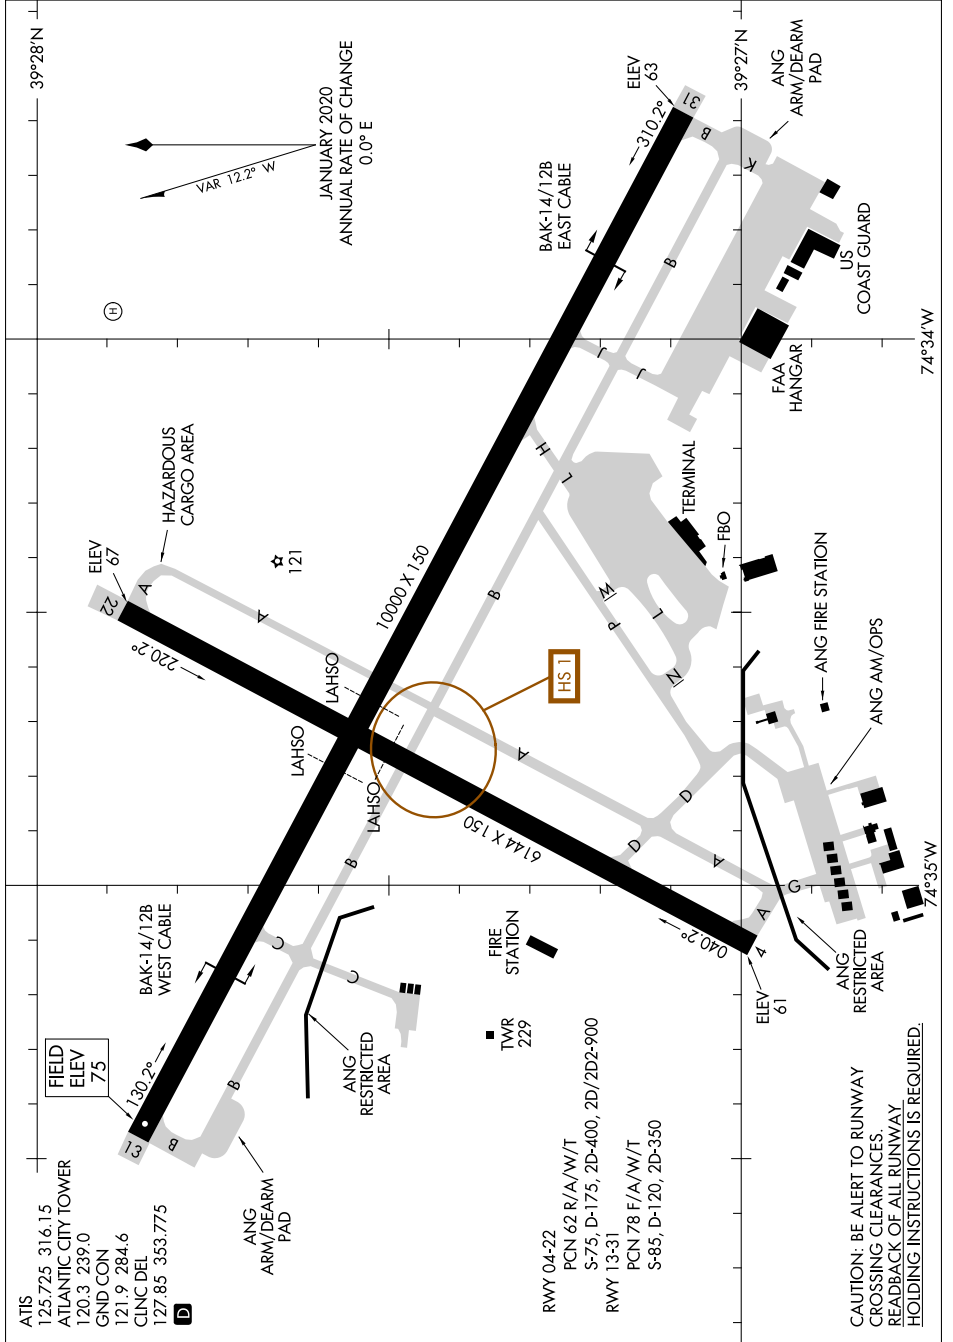 ATIS
125.725 316.15
ATLANTIC CITY TOWER
120.3 239.0
GND CON
121.9 284.6
CLNC DEL
127.85 353.775
D
FIELD
ELEV
75
13
130.2°
B
ANG
ARM/DEARM
PAD
B
BAK-14/12B
WEST CABLE
C
C
ANG
RESTRICTED
AREA
TWR
229
FIRE
STATION
RWY 04-22
PCN 62 R/A/W/T
S-75, D-175, 2D-400, 2D/2D2-900
RWY 13-31
PCN 78 F/A/W/T
S-85, D-120, 2D-350
CAUTION: BE ALERT TO RUNWAY
CROSSING CLEARANCES.
READBACK OF ALL RUNWAY
HOLDING INSTRUCTIONS IS REQUIRED.
39°28'N
39°27'N
74°35'W
74°34'W
ELEV
67
22
220.2°
A
HAZARDOUS
CARGO AREA
A
121
LAHSO
LAHSO
LAHSO
B
HS 1
6144 X 150
10000 X 150
A
D
D
A
A
G
040.2°
4
ELEV
61
ANG
RESTRICTED
AREA
ANG AM/OPS
ANG FIRE STATION
FBO
TERMINAL
N
L
M
P
B
L
H
J
J
B
BAK-14/12B
EAST CABLE
310.2°
31
ELEV
63
B
K
ANG
ARM/DEARM
PAD
US
COAST GUARD
FAA
HANGAR
H
VAR 12.2° W
JANUARY 2020
ANNUAL RATE OF CHANGE
0.0° E